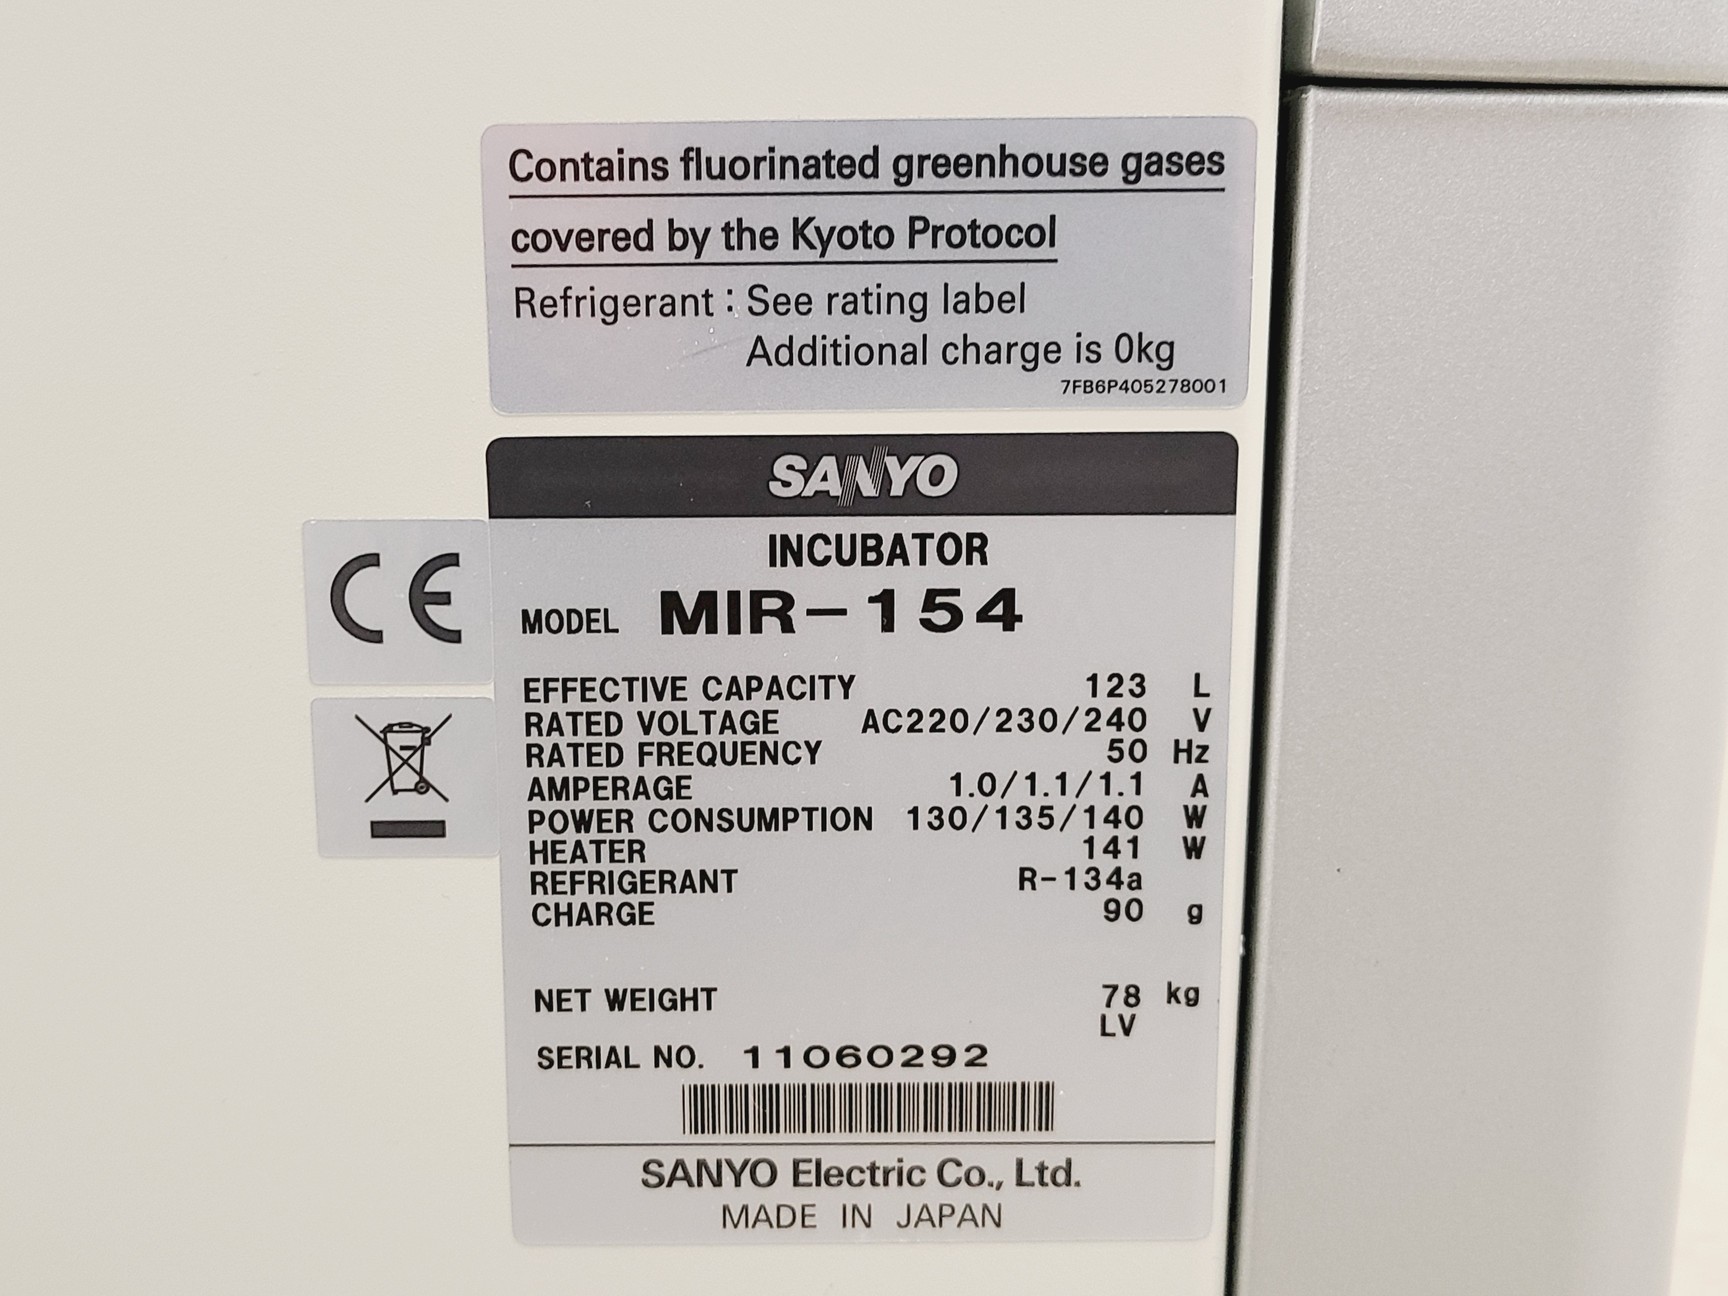 Contains fluorinated greenhouse gases
covered by the Kyoto Protocol
Refrigerant : See rating label
Additional charge is 0kg
7FB6P405278001
SANYO
INCUBATOR
MODEL MIR-154
CE
EFFECTIVE CAPACITY 123 L
RATED VOLTAGE AC220/230/240 V
RATED FREQUENCY 50 Hz
AMPERAGE 1.0/1.1/1.1 A
POWER CONSUMPTION 130/135/140 W
HEATER 141 W
REFRIGERANT R-134a
CHARGE 90 g
NET WEIGHT 78 kg
LV
SERIAL NO. 11060292
SANYO Electric Co., Ltd.
MADE IN JAPAN